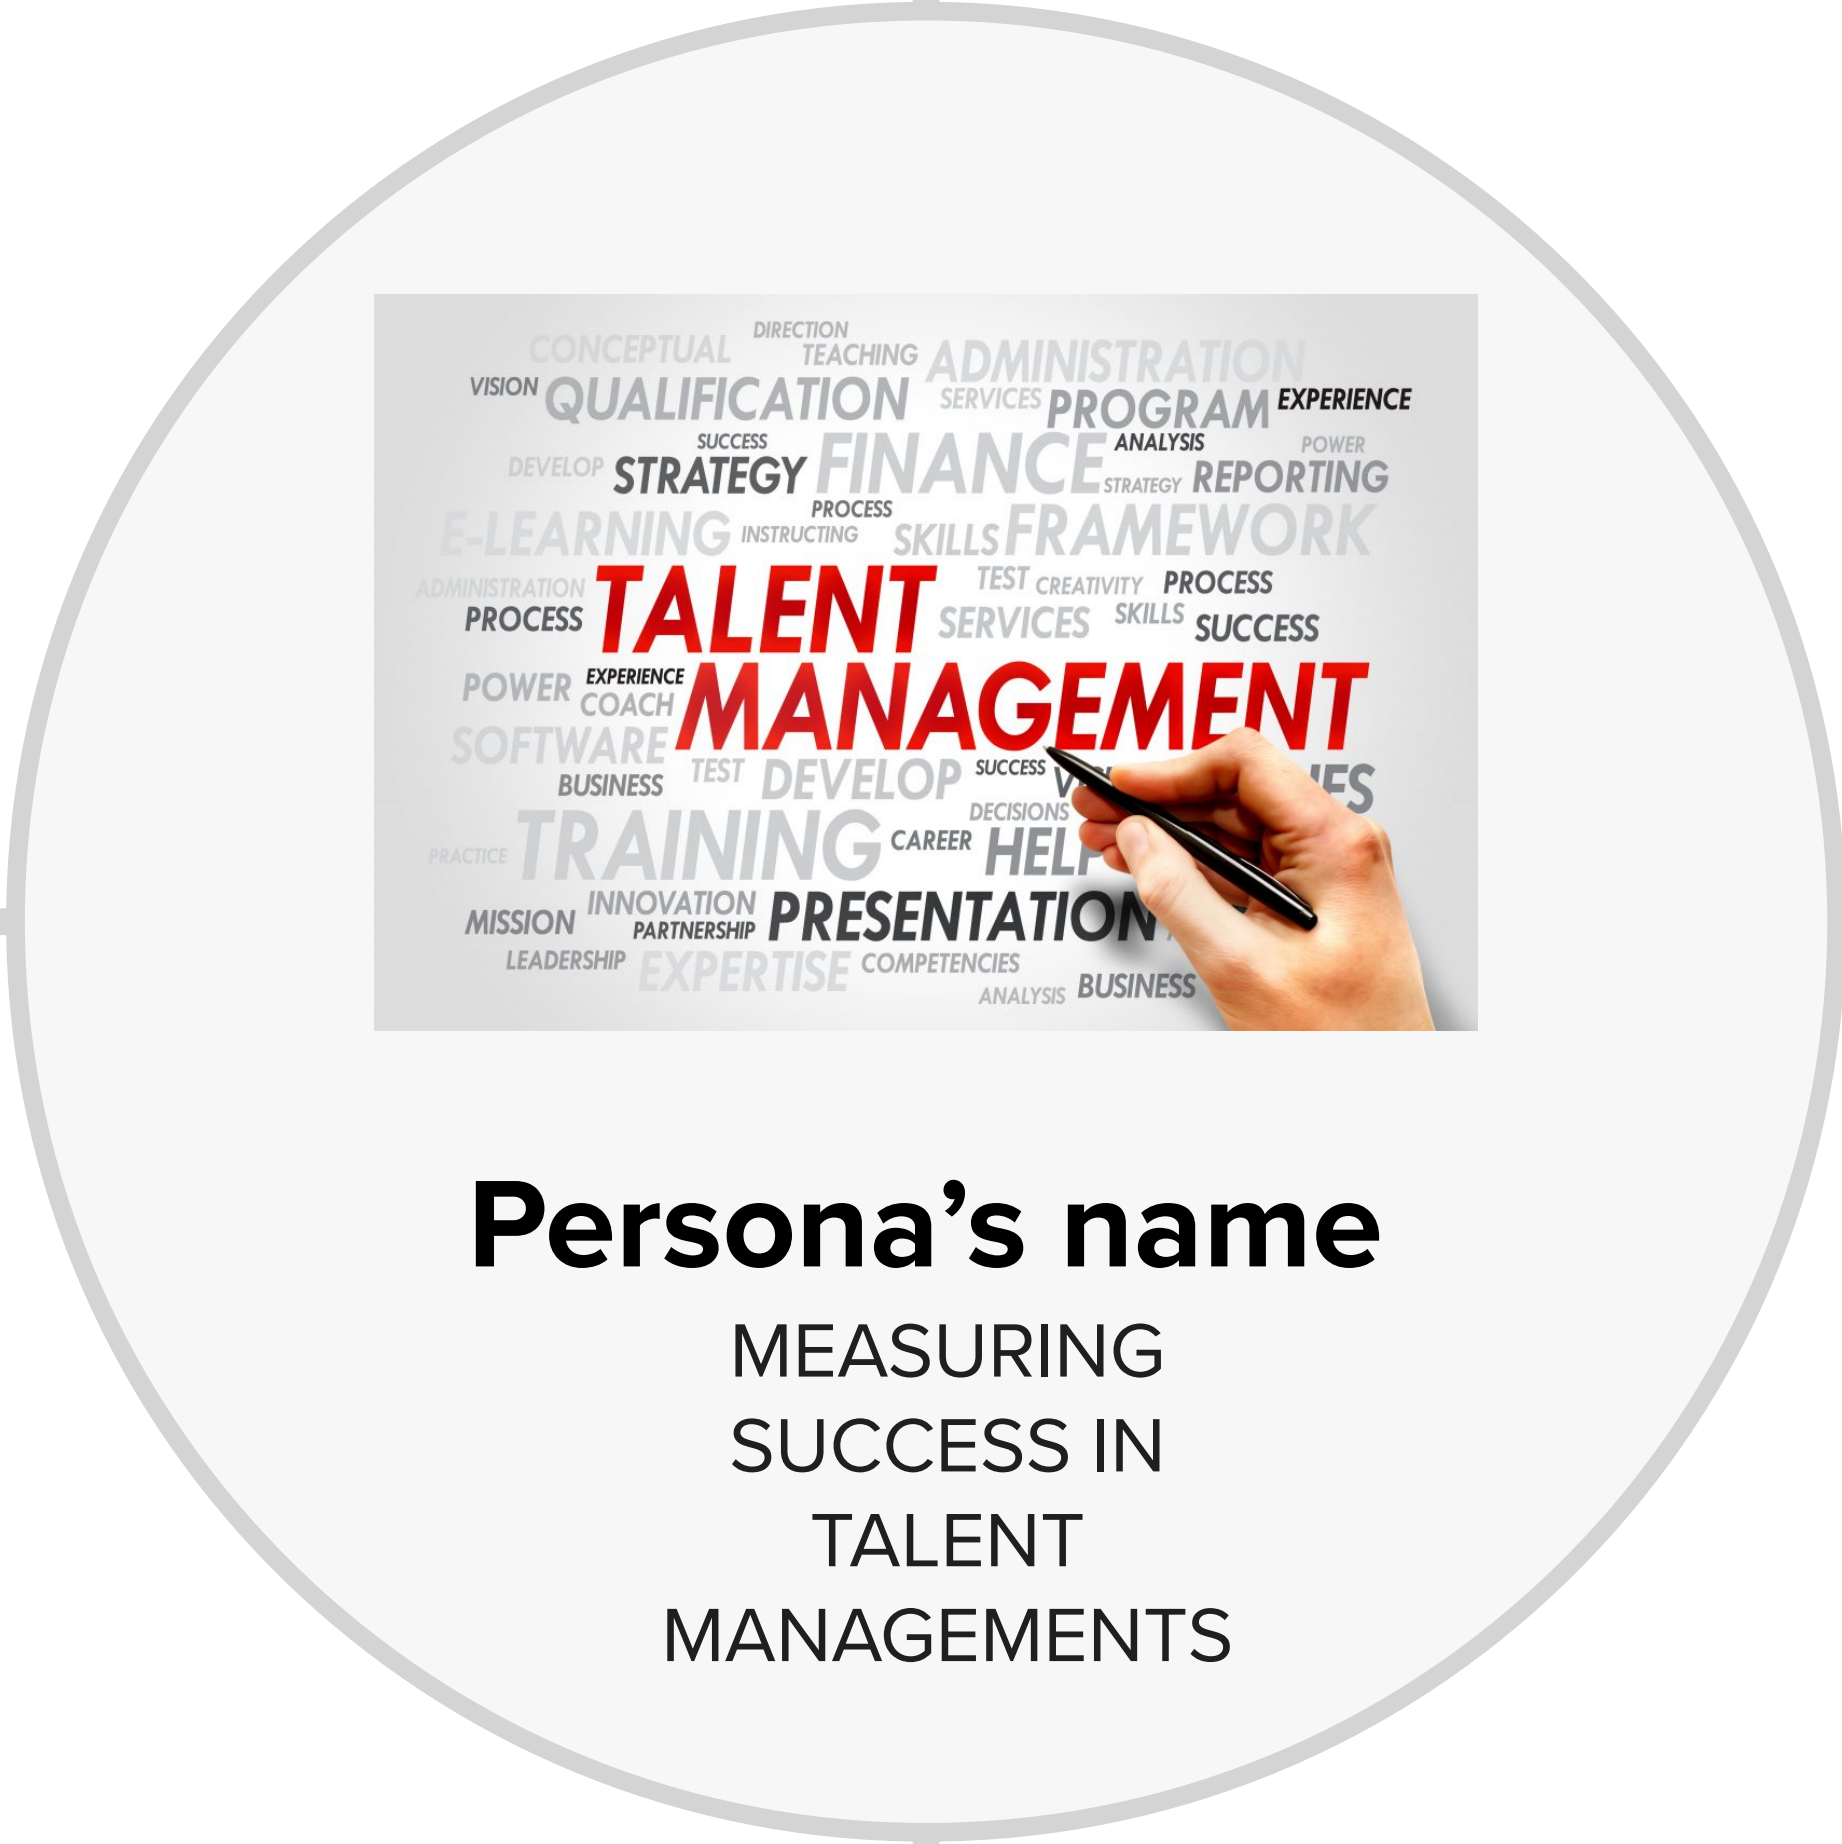 DIRECTION
CONCEPTUAL TEACHING ADMINISTRATION
VISION QUALIFICATION SERVICES PROGRAM EXPERIENCE
SUCCESS ANALYSIS POWER
DEVELOP STRATEGY FINANCE STRATEGY REPORTING
PROCESS
E-LEARNING INSTRUCTING SKILLS FRAMEWORK
ADMINISTRATION TALENT TEST CREATIVITY PROCESS
PROCESS SERVICES SKILLS SUCCESS
POWER EXPERIENCE MANAGEMENT
COACH
SOFTWARE
BUSINESS TEST DEVELOP SUCCESS
DECISIONS
PRACTICE TRAINING CAREER HELP
INNOVATION
MISSION PARTNERSHIP PRESENTATION
LEADERSHIP EXPERTISE COMPETENCIES
ANALYSIS BUSINESS
Persona’s name
MEASURING
SUCCESS IN
TALENT
MANAGEMENTS